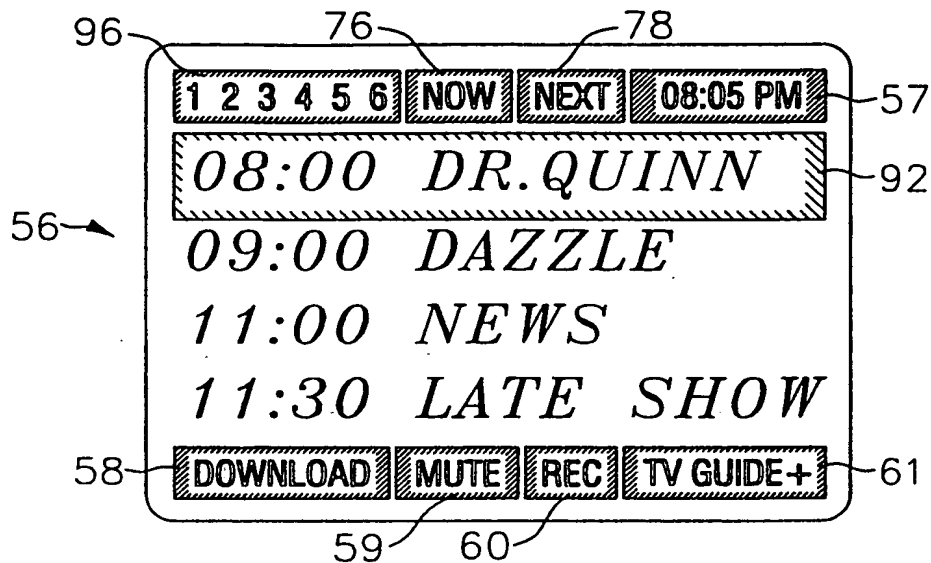 96 76 78
1 2 3 4 5 6 NOW NEXT 08:05 PM 57
08:00 DR.QUINN 92
56
09:00 DAZZLE
11:00 NEWS
11:30 LATE SHOW
58 DOWNLOAD MUTE REC TV GUIDE+ 61
59 60